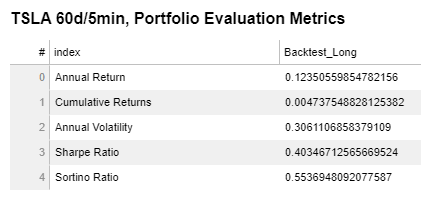 TSLA 60d/5min, Portfolio Evaluation Metrics
# index Backtest_Long
0 Annual Return 0.12350559854782156
1 Cumulative Returns 0.004737548828125382
2 Annual Volatility 0.3061106858379109
3 Sharpe Ratio 0.40346712565669524
4 Sortino Ratio 0.5536948092077587